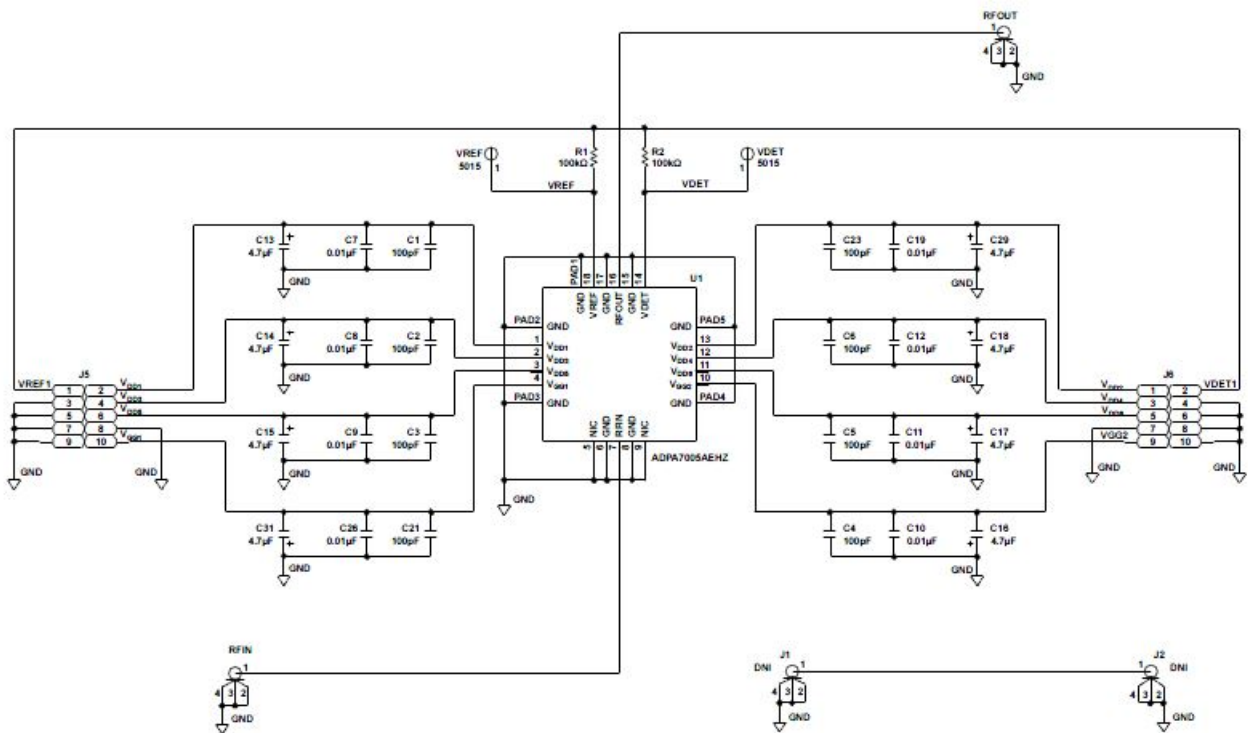 RFOUT
1
4 3 2
GND
VREF
5015
1
VREF
R1
100kΩ
R2
100kΩ
VDET
VDET
5015
1
C13
4.7µF
+
C7
0.01µF
C1
100pF
GND
C23
100pF
C19
0.01µF
+
C29
4.7µF
GND
PAD1
18 17 16 15 14
GND VREF GND RFOUT GND VDET
U1
PAD2
GND
PAD5
GND
1
VDD1
2
VDD3
3
VDD5
4
VGG1
PAD3
GND
13
VDD2
12
VDD4
11
10
VGG2
PAD4
GND
NIC GND GND NIC
5 6 7 8 9
ADPA7005AEHZ
GND
C14
4.7µF
+
0.01µF
C2
100pF
GND
100pF
C12
0.01µF
+
C18
4.7µF
GND
J5
VREF1
1 2
VDD1
3 4
VDD3
5 6
VDD5
7 8
9 10
VGG1
GND
GND
J6
VDD2
1 2
VDET1
VDD4
3 4
5 6
7 8
VGG2
9 10
GND
GND
C15
4.7µF
+
C9
0.01µF
C3
100pF
GND
C5
100pF
C11
0.01µF
+
C17
4.7µF
GND
C31
4.7µF
+
C26
0.01µF
C21
100pF
GND
C4
100pF
C10
0.01µF
C16
4.7µF
+
GND
RFIN
1
4 3 2
GND
J1
DNI
1
4 3 2
GND
J2
1
DNI
4 3 2
GND